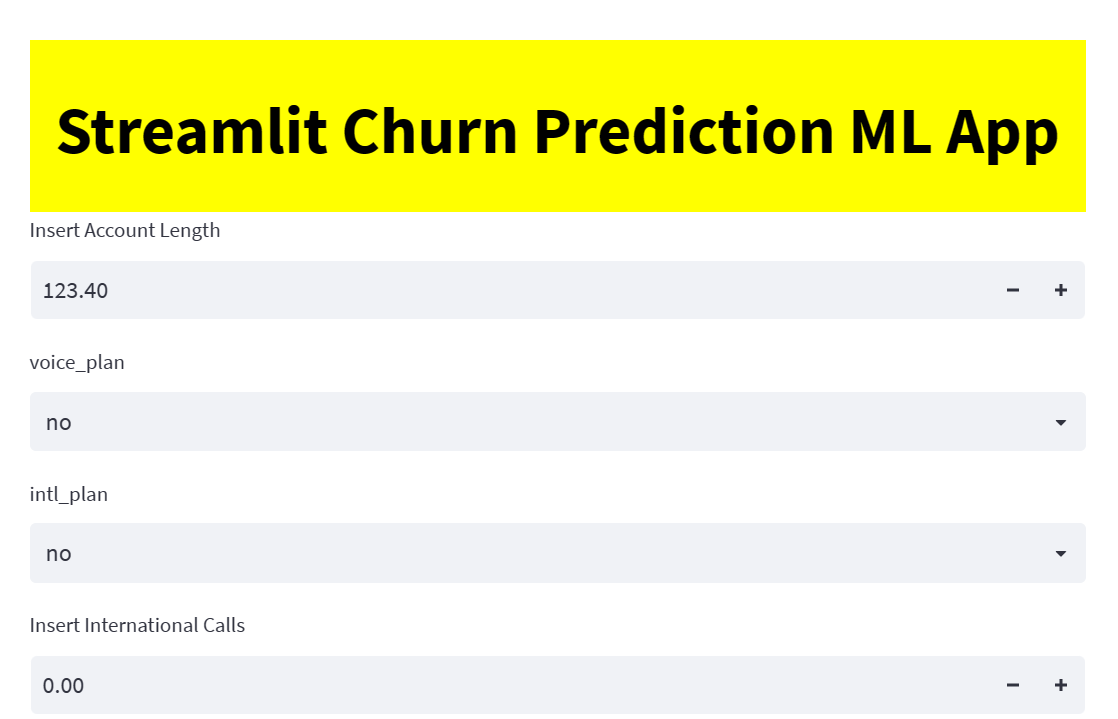 Streamlit Churn Prediction ML App
Insert Account Length
123.40
voice_plan
no
intl_plan
no
Insert International Calls
0.00